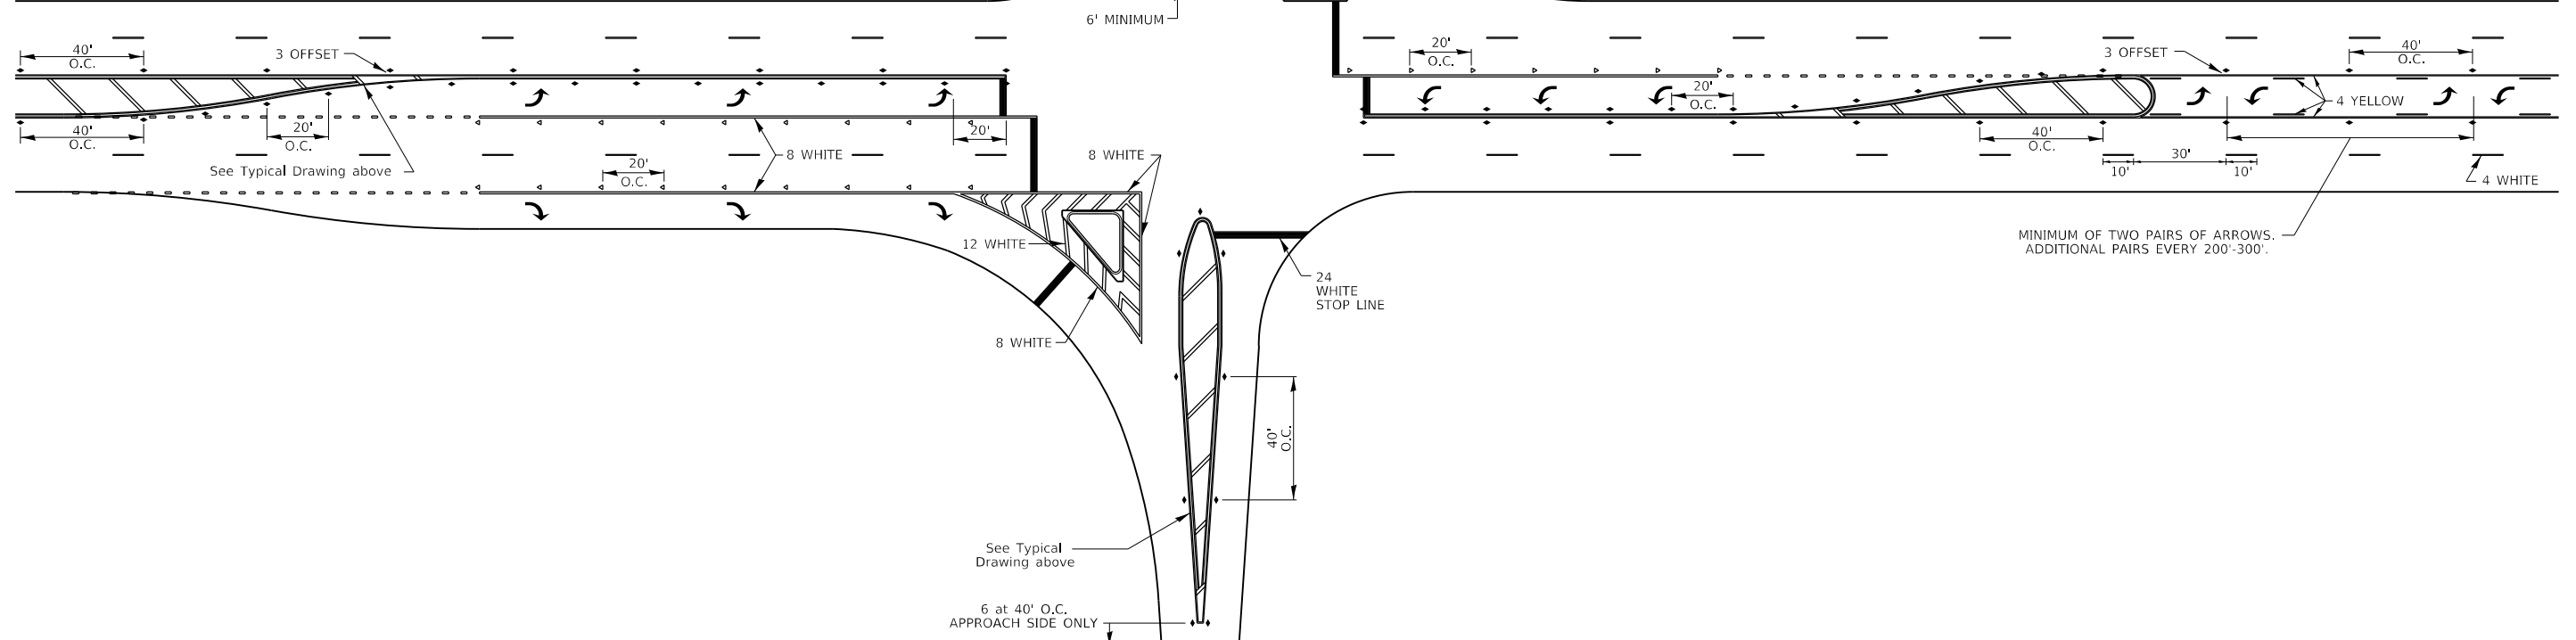 6' MINIMUM
40'
O.C.
3 OFFSET
20'
O.C.
3 OFFSET
40'
O.C.
20'
O.C.
4 YELLOW
40'
O.C.
20'
O.C.
20'
40'
O.C.
See Typical Drawing above
8 WHITE
8 WHITE
20'
O.C.
30'
10'
10'
4 WHITE
12 WHITE
MINIMUM OF TWO PAIRS OF ARROWS.
ADDITIONAL PAIRS EVERY 200'-300'.
24
WHITE
STOP LINE
8 WHITE
40'
O.C.
See Typical
Drawing above
6 at 40' O.C.
APPROACH SIDE ONLY